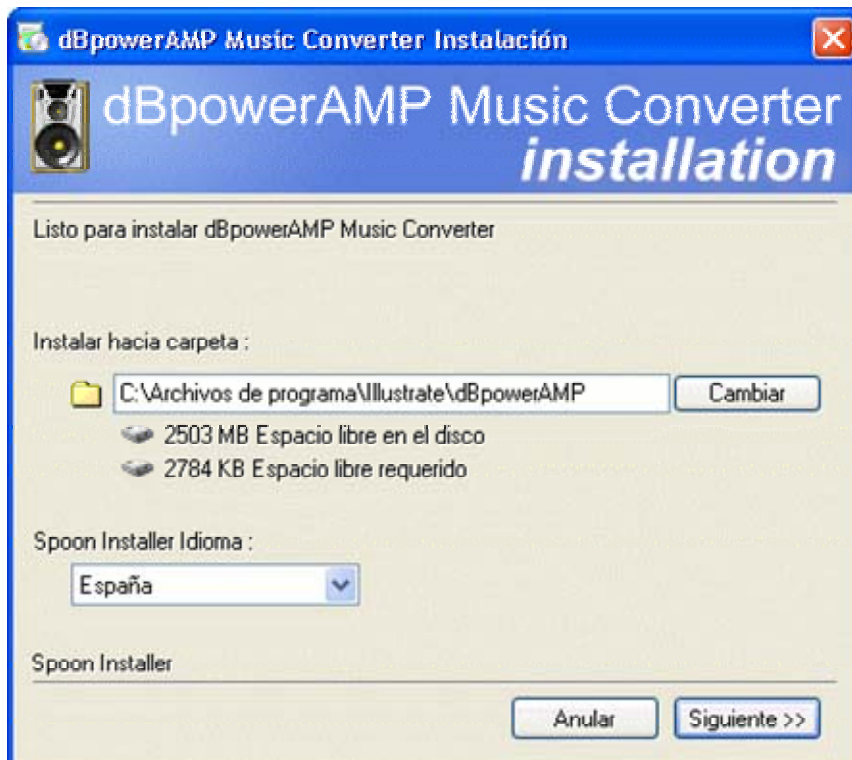 dBpowerAMP Music Converter Instalación
dBpowerAMP Music Converter
installation
Listo para instalar dBpowerAMP Music Converter
Instalar hacia carpeta :
C:\Archivos de programa\Illustrate\dBpowerAMP
Cambiar
2503 MB Espacio libre en el disco
2784 KB Espacio libre requerido
Spoon Installer Idioma :
España
Spoon Installer
Anular
Siguiente >>